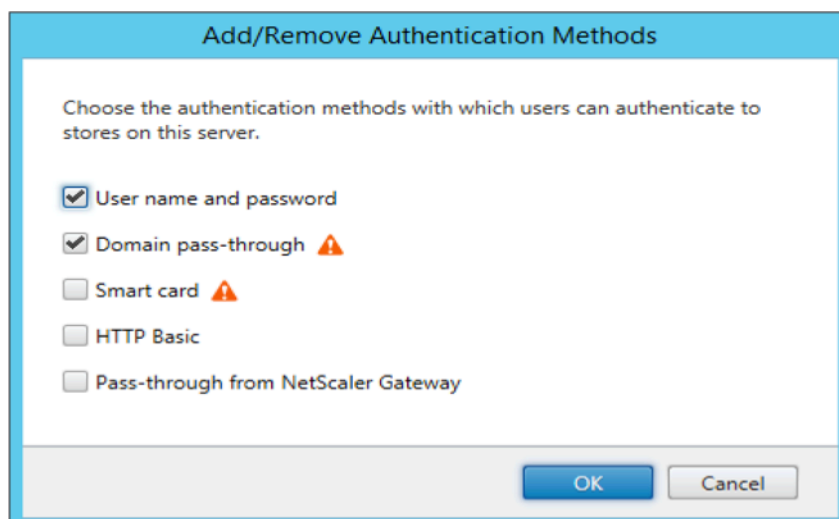 Add/Remove Authentication Methods
Choose the authentication methods with which users can authenticate to
stores on this server.
User name and password
Domain pass-through
Smart card
HTTP Basic
Pass-through from NetScaler Gateway
OK Cancel